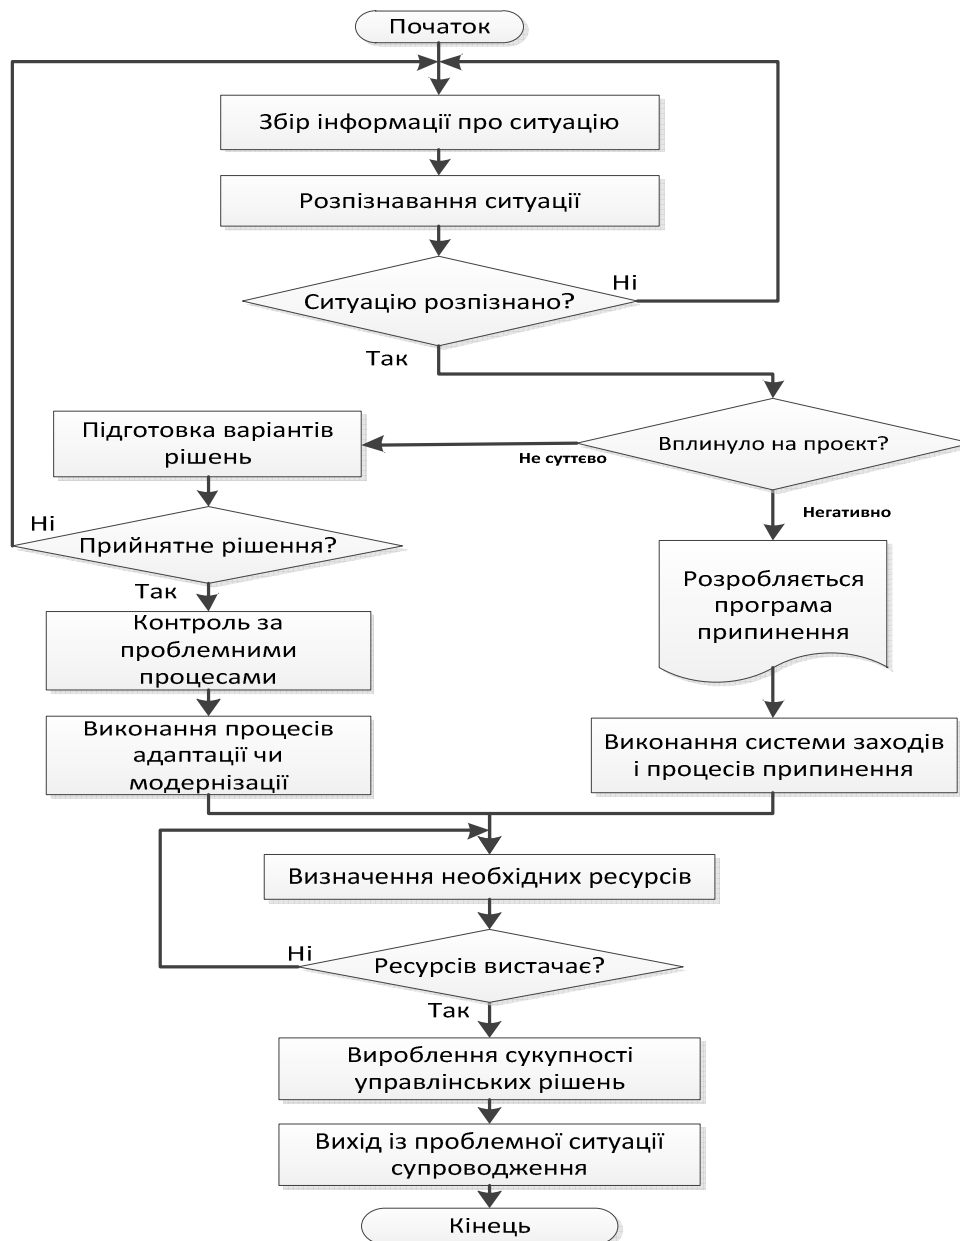 Початок
Збір інформації про ситуацію
Розпізнавання ситуації
Ні
Ситуацію розпізнано?
Так
Підготовка варіантів
рішень
Впливуло на проєкт?
Не суттєво
Негативно
Ні
Прийнятне рішення?
Так
Розробляється
програма
припинення
Контроль за
проблемними
процесами
Виконання процесів
адаптації чи
модернізації
Виконання системи заходів
і процесів припинення
Визначення необхідних ресурсів
Ні
Ресурсів вистачає?
Так
Вироблення сукупності
управлінських рішень
Вихід із проблемної ситуації
супроводження
Кінець